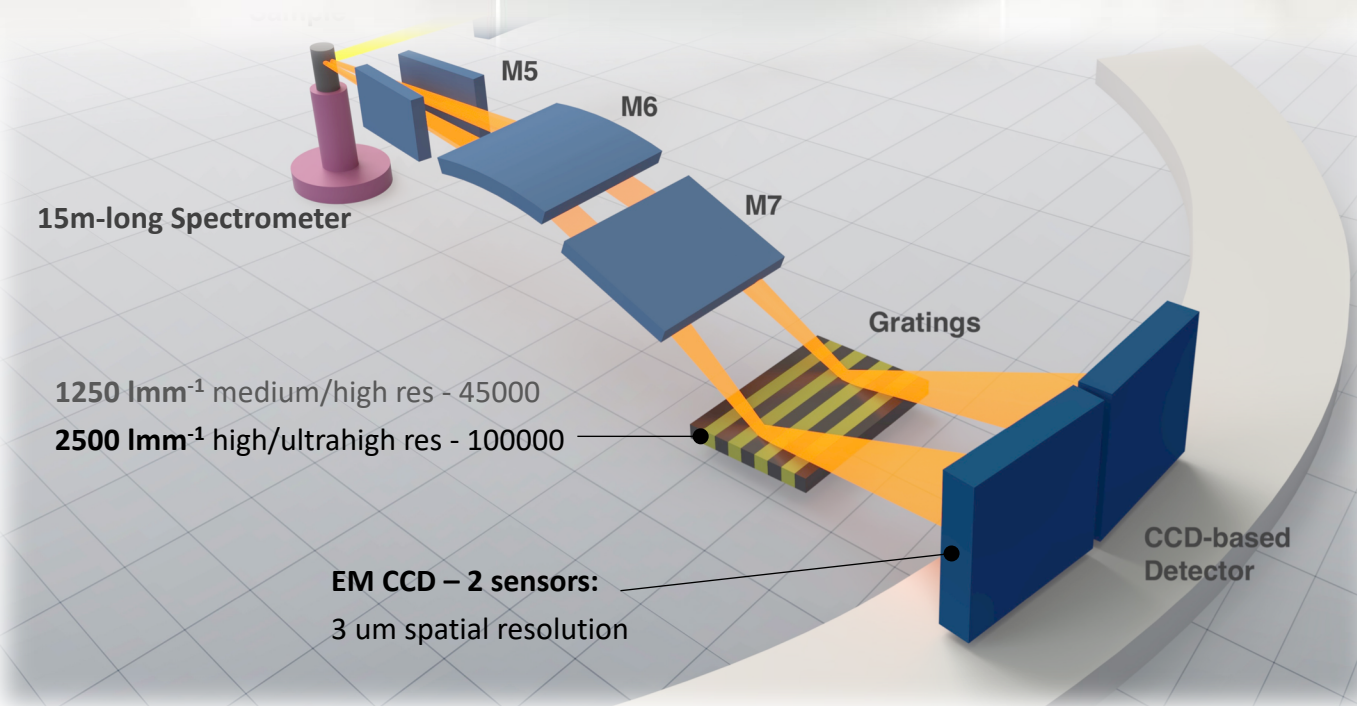 M5
M6
15m-long Spectrometer
M7
Gratings
1250 lmm-1 medium/high res - 45000
2500 lmm-1 high/ultrahigh res - 100000
CCD-based
Detector
EM CCD – 2 sensors:
3 um spatial resolution